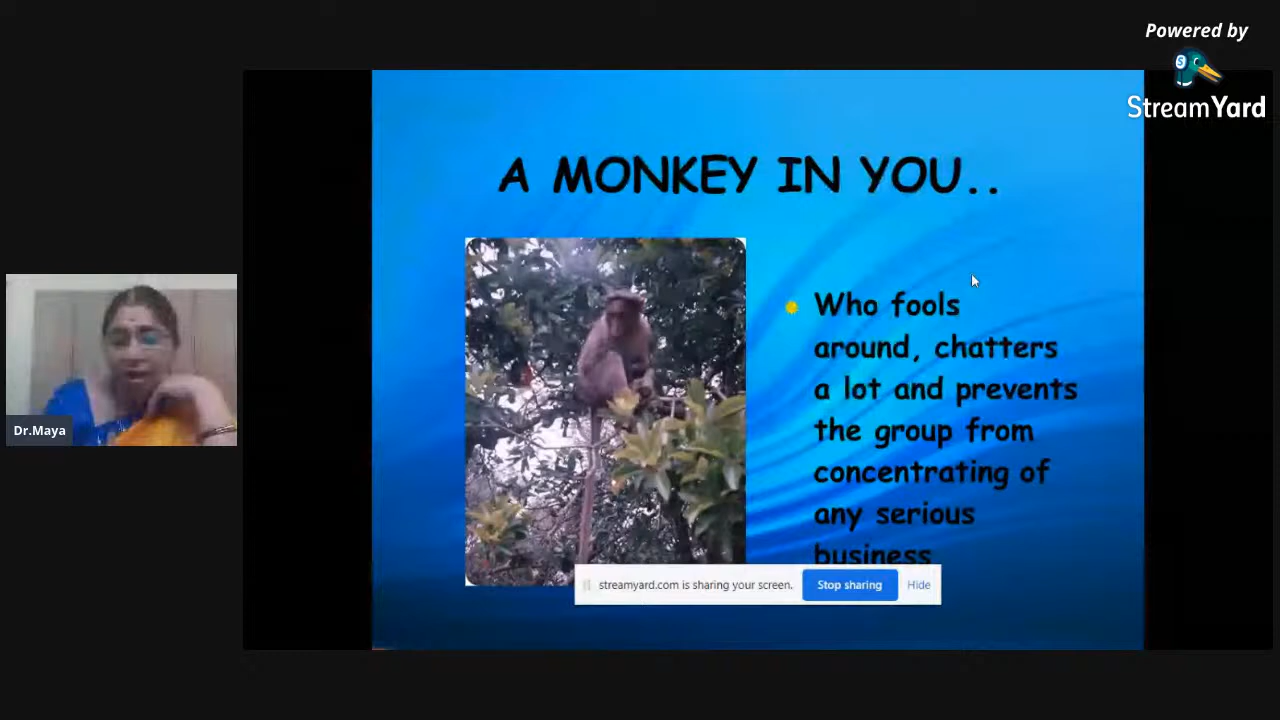 Powered by
StreamYard
A MONKEY IN YOU..
Who fools
around, chatters
a lot and prevents
the group from
concentrating of
any serious
business
Dr.Maya
streamyard.com is sharing your screen. Stop sharing Hide